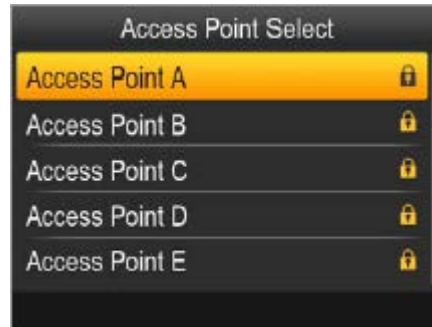 Access Point Select
Access Point A
Access Point B
Access Point C
Access Point D
Access Point E